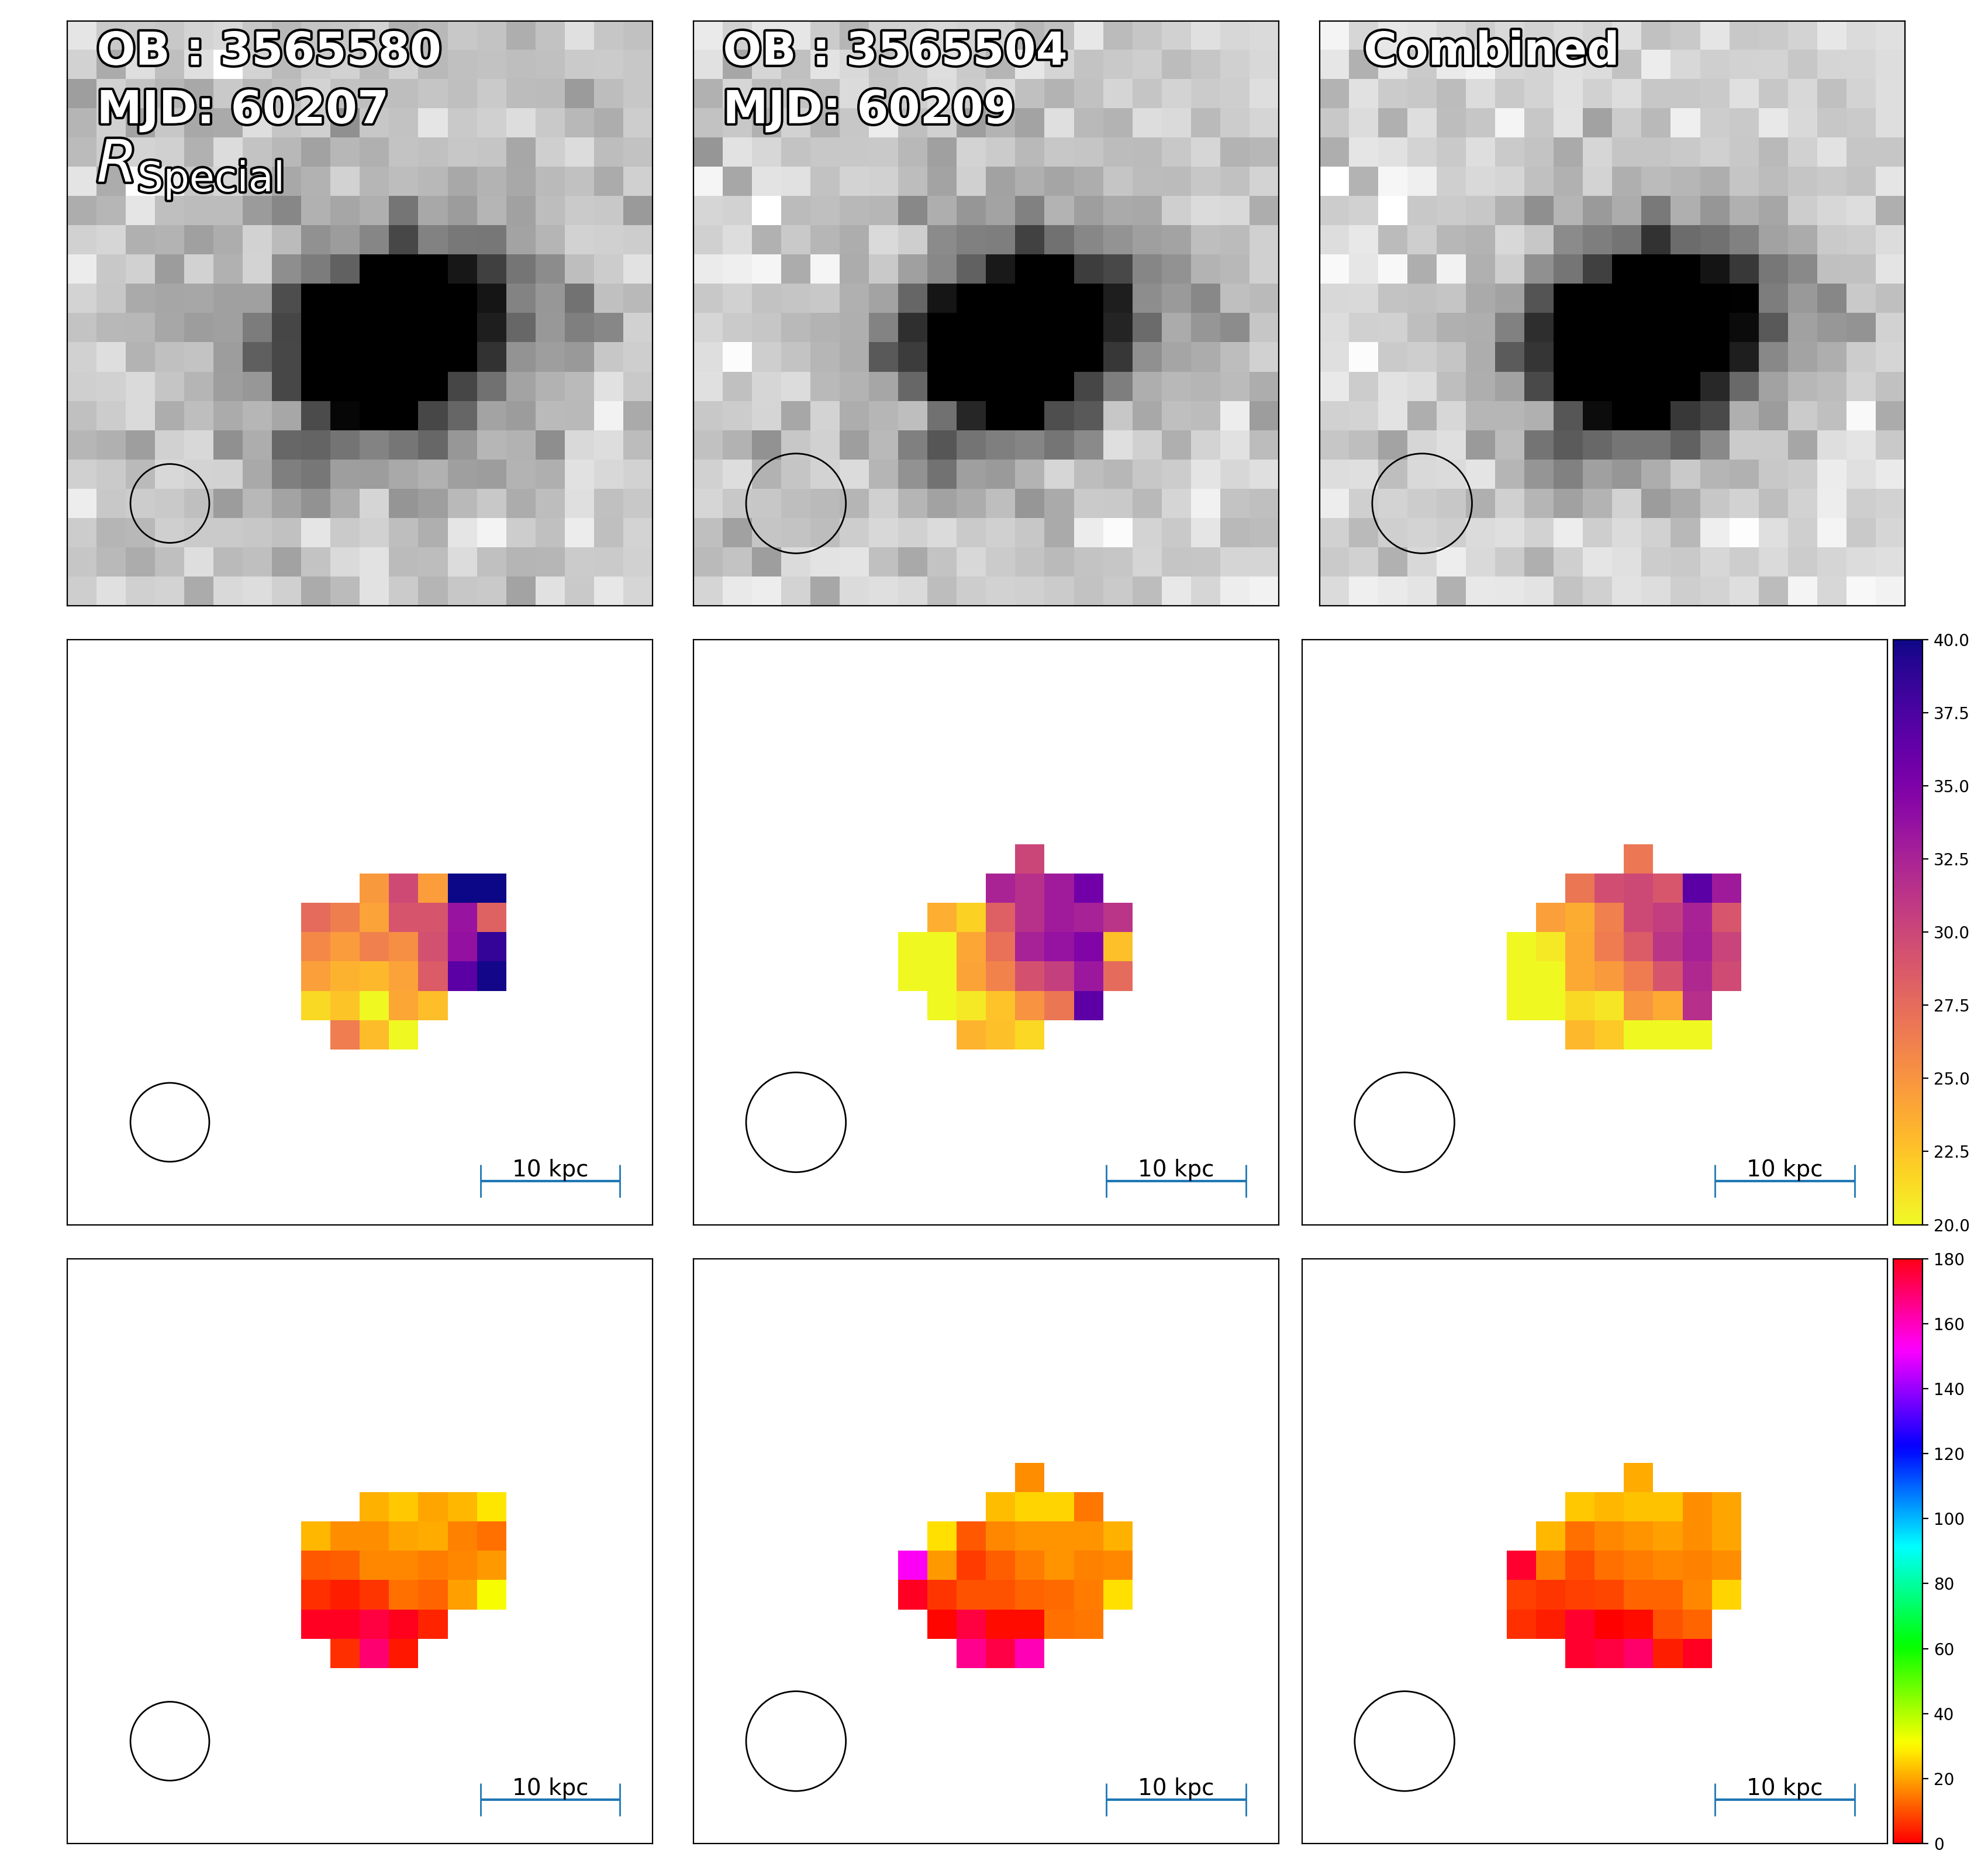 OB : 3565580
MJD: 60207
R Special
OB : 3565504
MJD: 60209
Combined
10 kpc
10 kpc
10 kpc
40.0
37.5
35.0
32.5
30.0
27.5
25.0
22.5
20.0
10 kpc
10 kpc
10 kpc
180
160
140
120
100
80
60
40
20
0